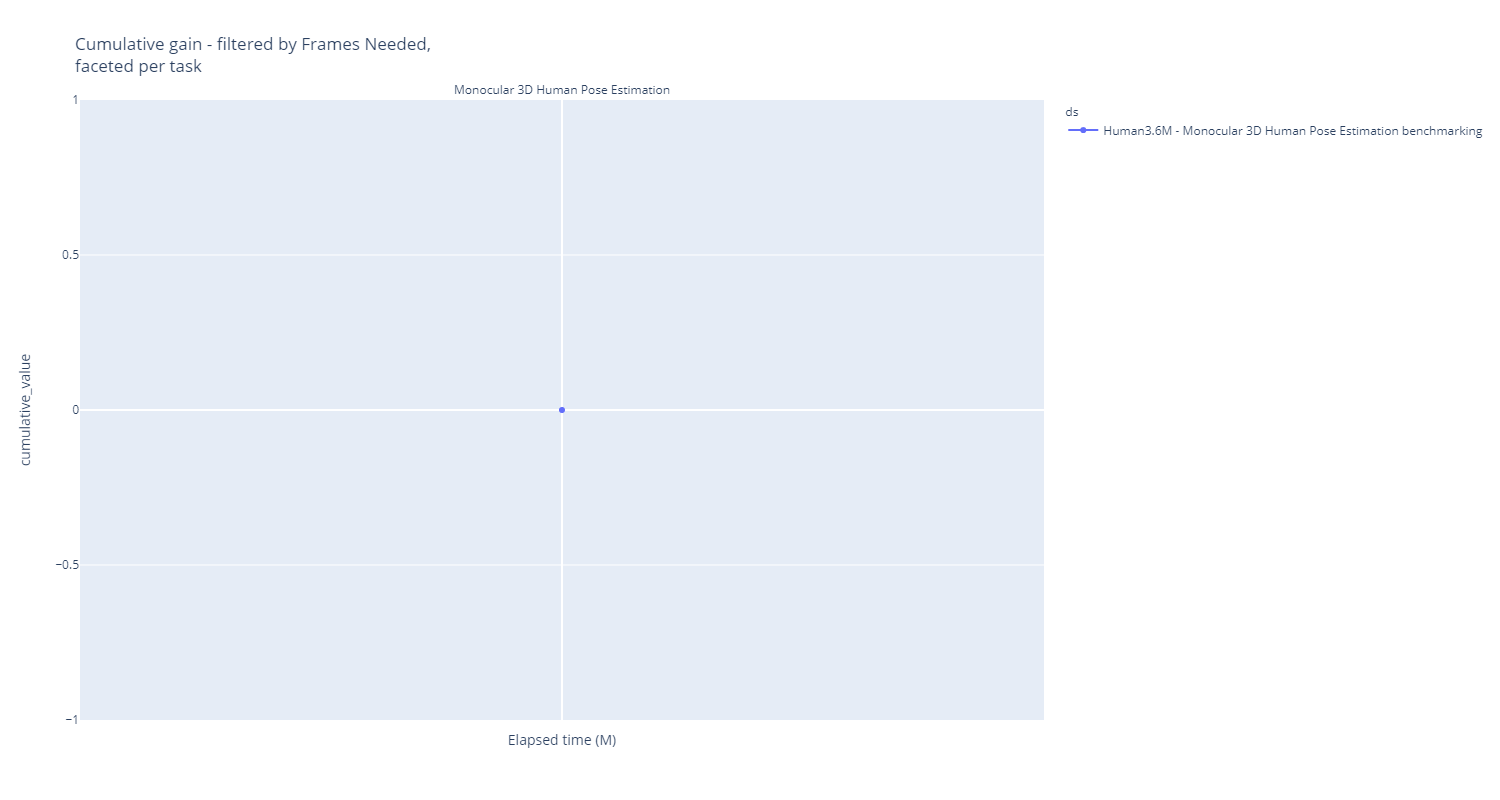 Cumulative gain - filtered by Frames Needed,
faceted per task
Monocular 3D Human Pose Estimation
1
0.5
0
−0.5
−1
cumulative_value
Elapsed time (M)
ds
Human3.6M - Monocular 3D Human Pose Estimation benchmarking